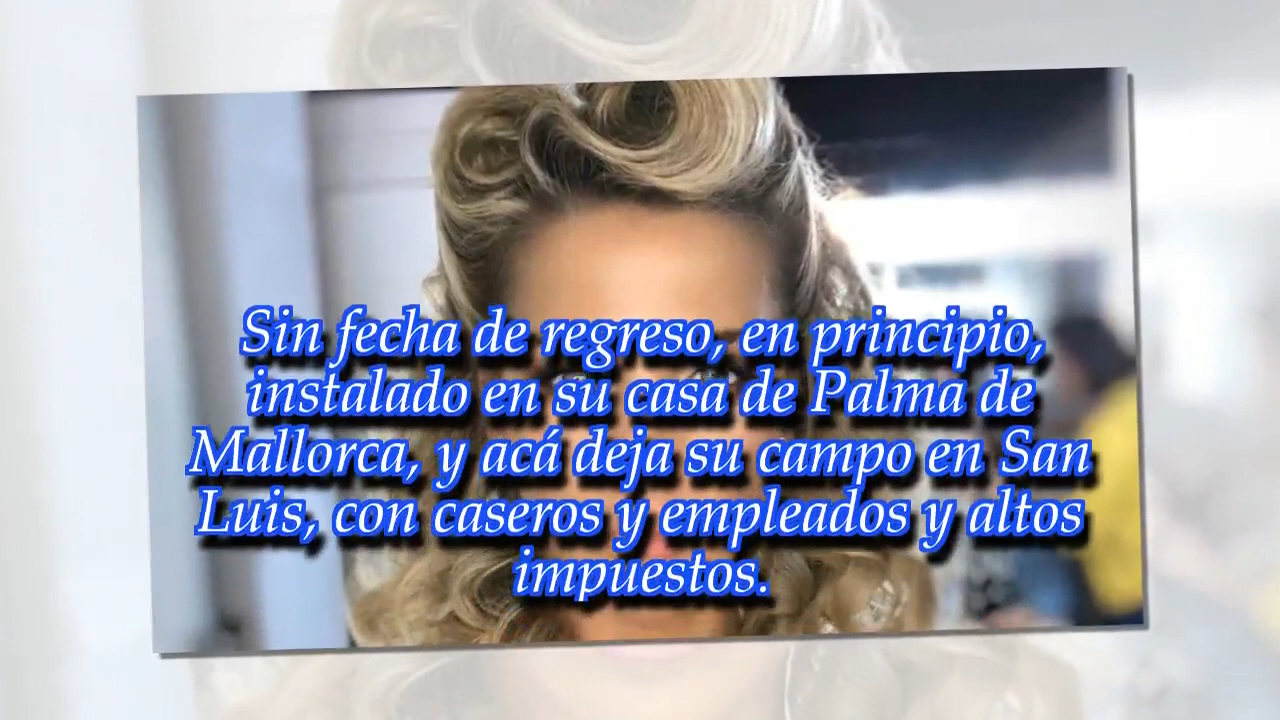 Sin fecha de regreso, en principio,
instalado en su casa de Palma de
Mallorca, y acá deja su campo en San
Luis, con caseros y empleados y altos
impuestos.